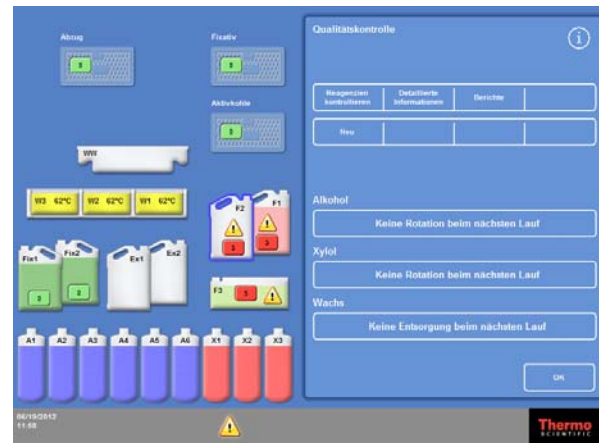 Abzug
Fixativ
Aktivkohle
WW
W3 62°C
W2 62°C
W1 62°C
F2
F1
F3
Fix1
Fix2
Ex1
Ex2
A1
A2
A3
A4
A5
A6
X1
X2
X3
06/19/2012
11:58
Qualitätskontrolle
i
Reagenzien
kontrollieren
Detaillierte
Informationen
Berichte
Neu
Alkohol
Keine Rotation beim nächsten Lauf
Xylol
Keine Rotation beim nächsten Lauf
Wachs
Keine Entsorgung beim nächsten Lauf
OK
Thermo
SCIENTIFIC